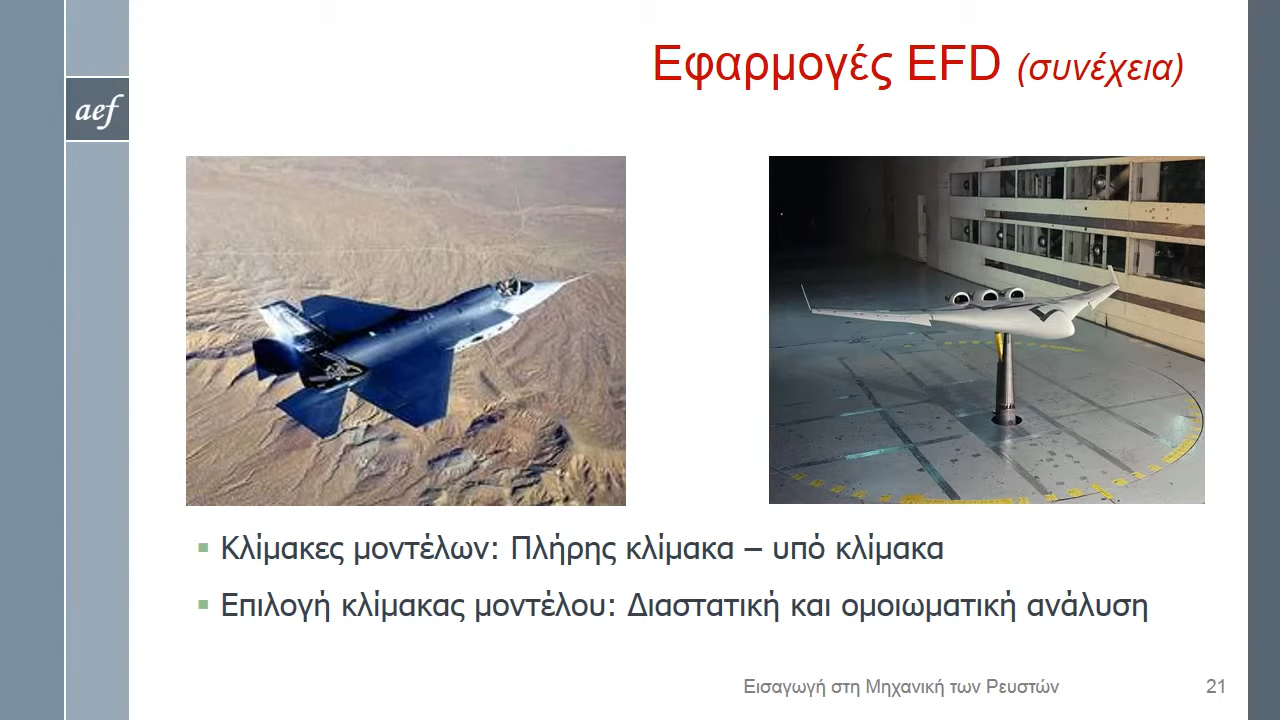 Εφαρμογές EFD (συνέχεια)
aef
Κλίμακες μοντέλων: Πλήρης κλίμακα – υπό κλίμακα
Επιλογή κλίμακας μοντέλου: Διαστατική και ομοιωματική ανάλυση
Εισαγωγή στη Μηχανική των Ρευστών
21